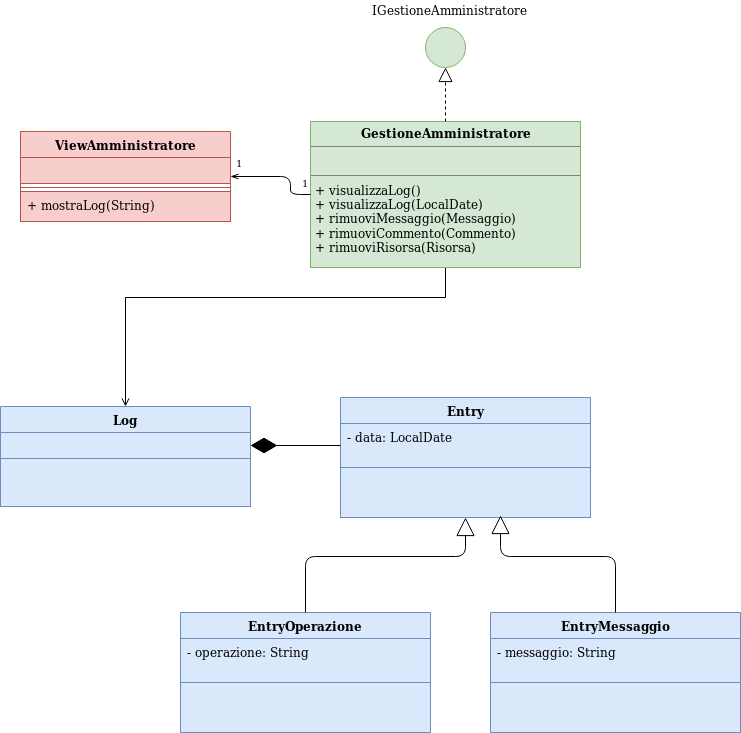 IGestioneAmministratore
GestioneAmministratore
ViewAmministratore
1
1
+ visualizzaLog()
+ visualizzaLog(LocalDate)
+ rimuoviMessaggio(Messaggio)
+ rimuoviCommento(Commento)
+ rimuoviRisorsa(Risorsa)
+ mostraLog(String)
Log
Entry
- data: LocalDate
EntryOperazione
- operazione: String
EntryMessaggio
- messaggio: String